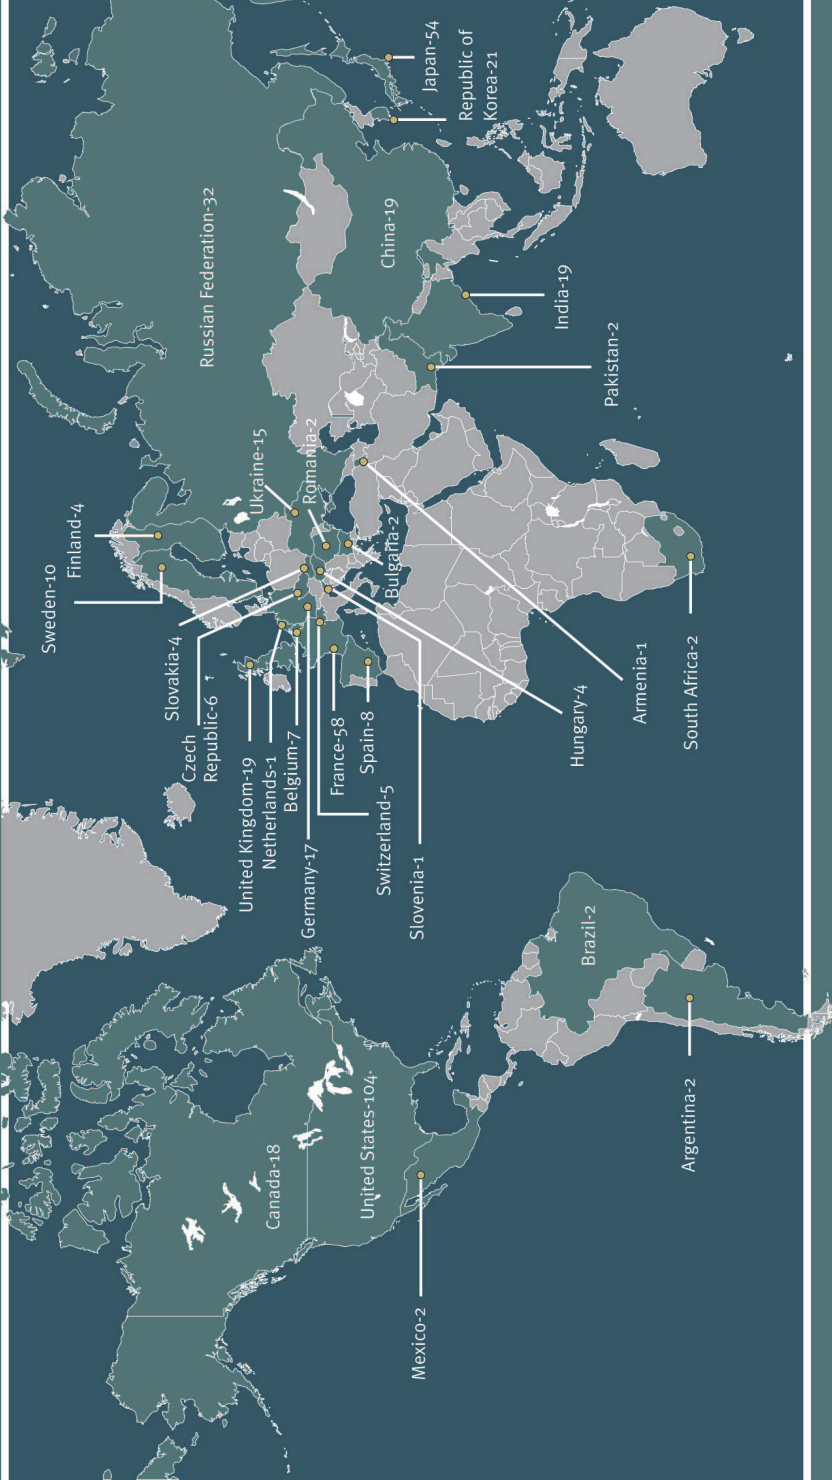 Canada-18
United States-104
Mexico-2
Brazil-2
Argentina-2
Sweden-10
Finland-4
Slovakia-4
Czech
Republic-6
United Kingdom-19
Netherlands-1
Belgium-7
Germany-17
France-58
Spain-8
Switzerland-5
Slovenia-1
Ukraine-15
Romania-2
Bulgaria-2
Hungary-4
Armenia-1
South Africa-2
Russian Federation-32
China-19
India-19
Pakistan-2
Japan-54
Republic of
Korea-21